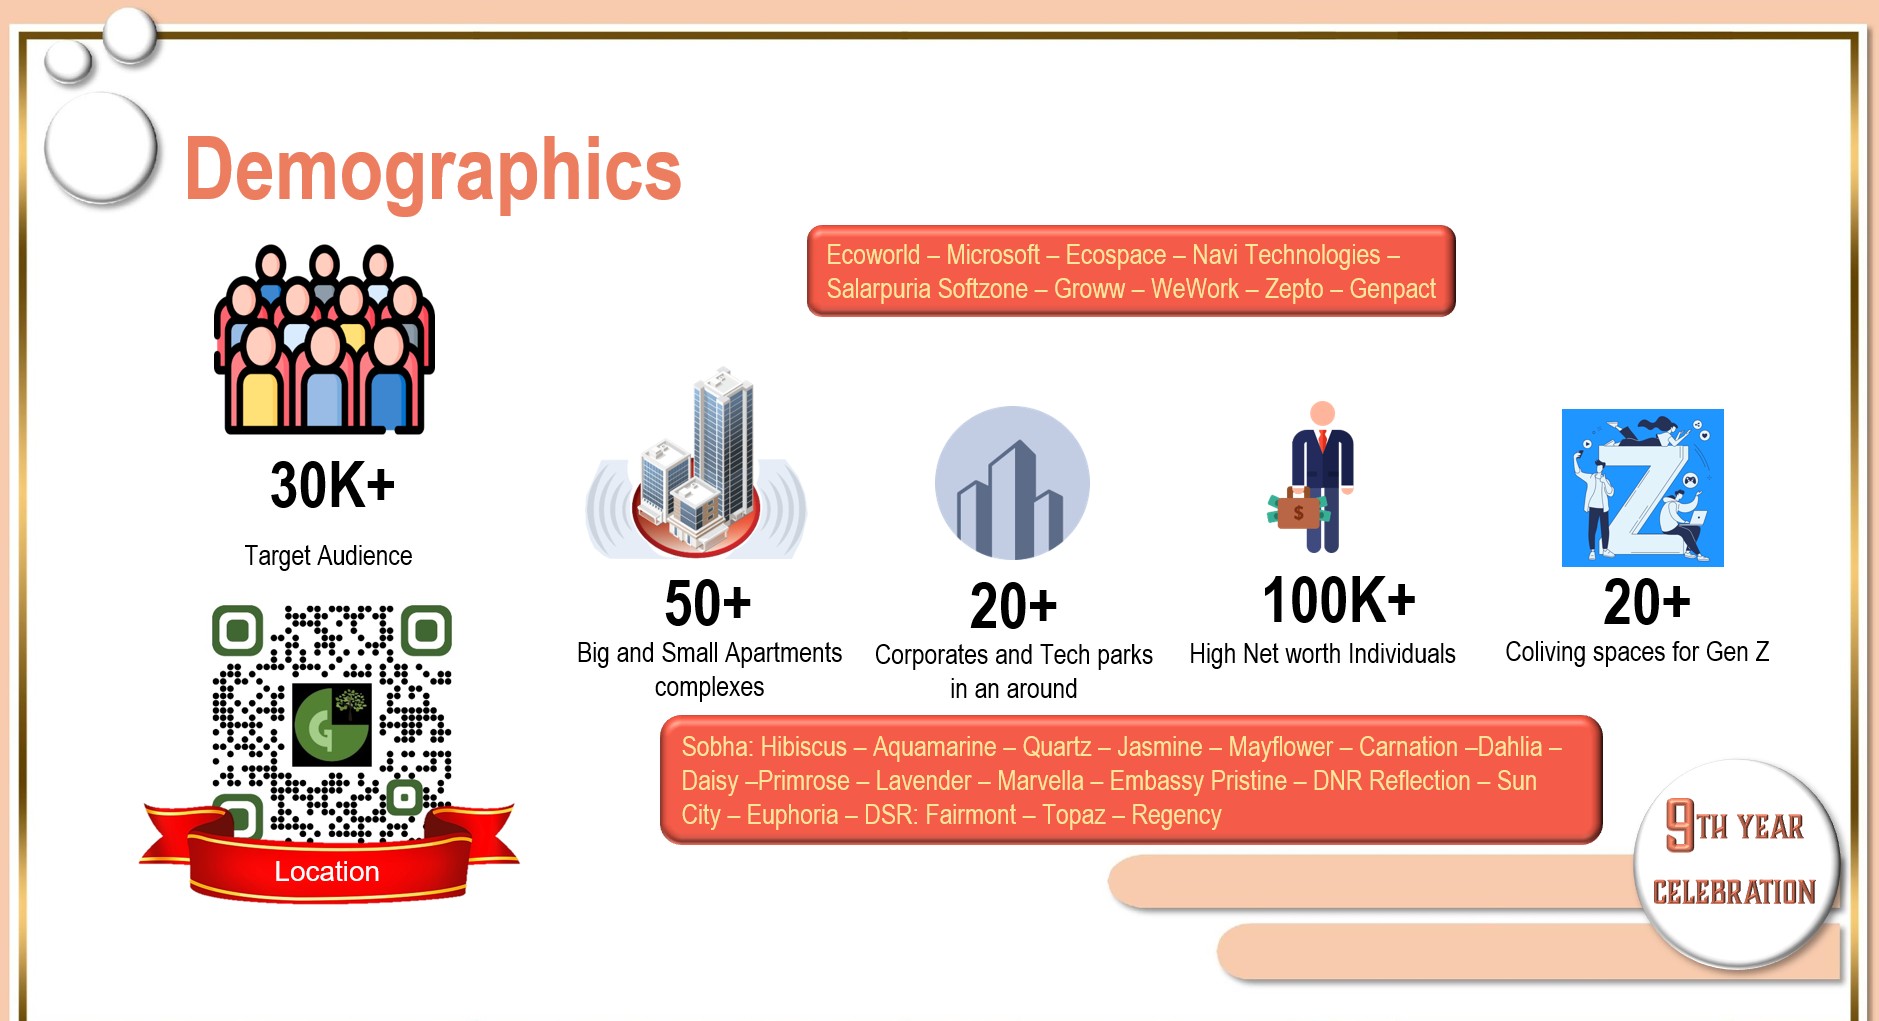 Demographics
Ecoworld – Microsoft – Ecospace – Navi Technologies –
Salarpuria Softzone – Groww – WeWork – Zepto – Genpact
30K+
Target Audience
50+
Big and Small Apartments
complexes
20+
Corporates and Tech parks
in an around
$
100K+
High Net worth Individuals
Z
20+
Coliving spaces for Gen Z
G
Location
Sobha: Hibiscus – Aquamarine – Quartz – Jasmine – Mayflower – Carnation –Dahlia –
Daisy –Primrose – Lavender – Marvella – Embassy Pristine – DNR Reflection – Sun
City – Euphoria – DSR: Fairmont – Topaz – Regency
9TH YEAR
CELEBRATION